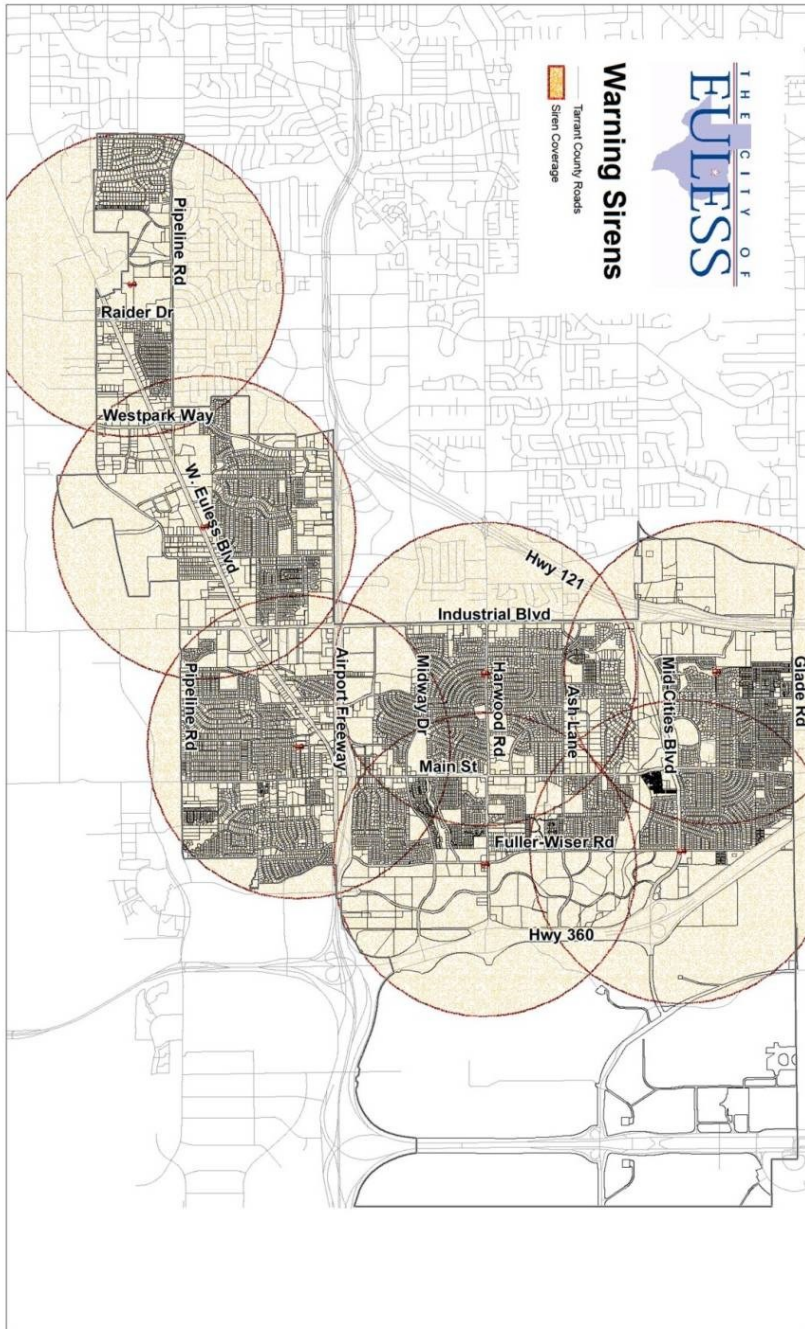 THE CITY OF
EULESS
Warning Sirens
Tarrant County Roads
Siren Coverage
Glade Rd
Mid-Cities Blvd
Ash Lane
Harwood Rd
Midway Dr
Airport Freeway
Pipeline Rd
Pipeline Rd
Raider Dr
Westpark Way
W. Euless Blvd
Hwy 121
Industrial Blvd
Main St
Fuller-Wiser Rd
Hwy 360